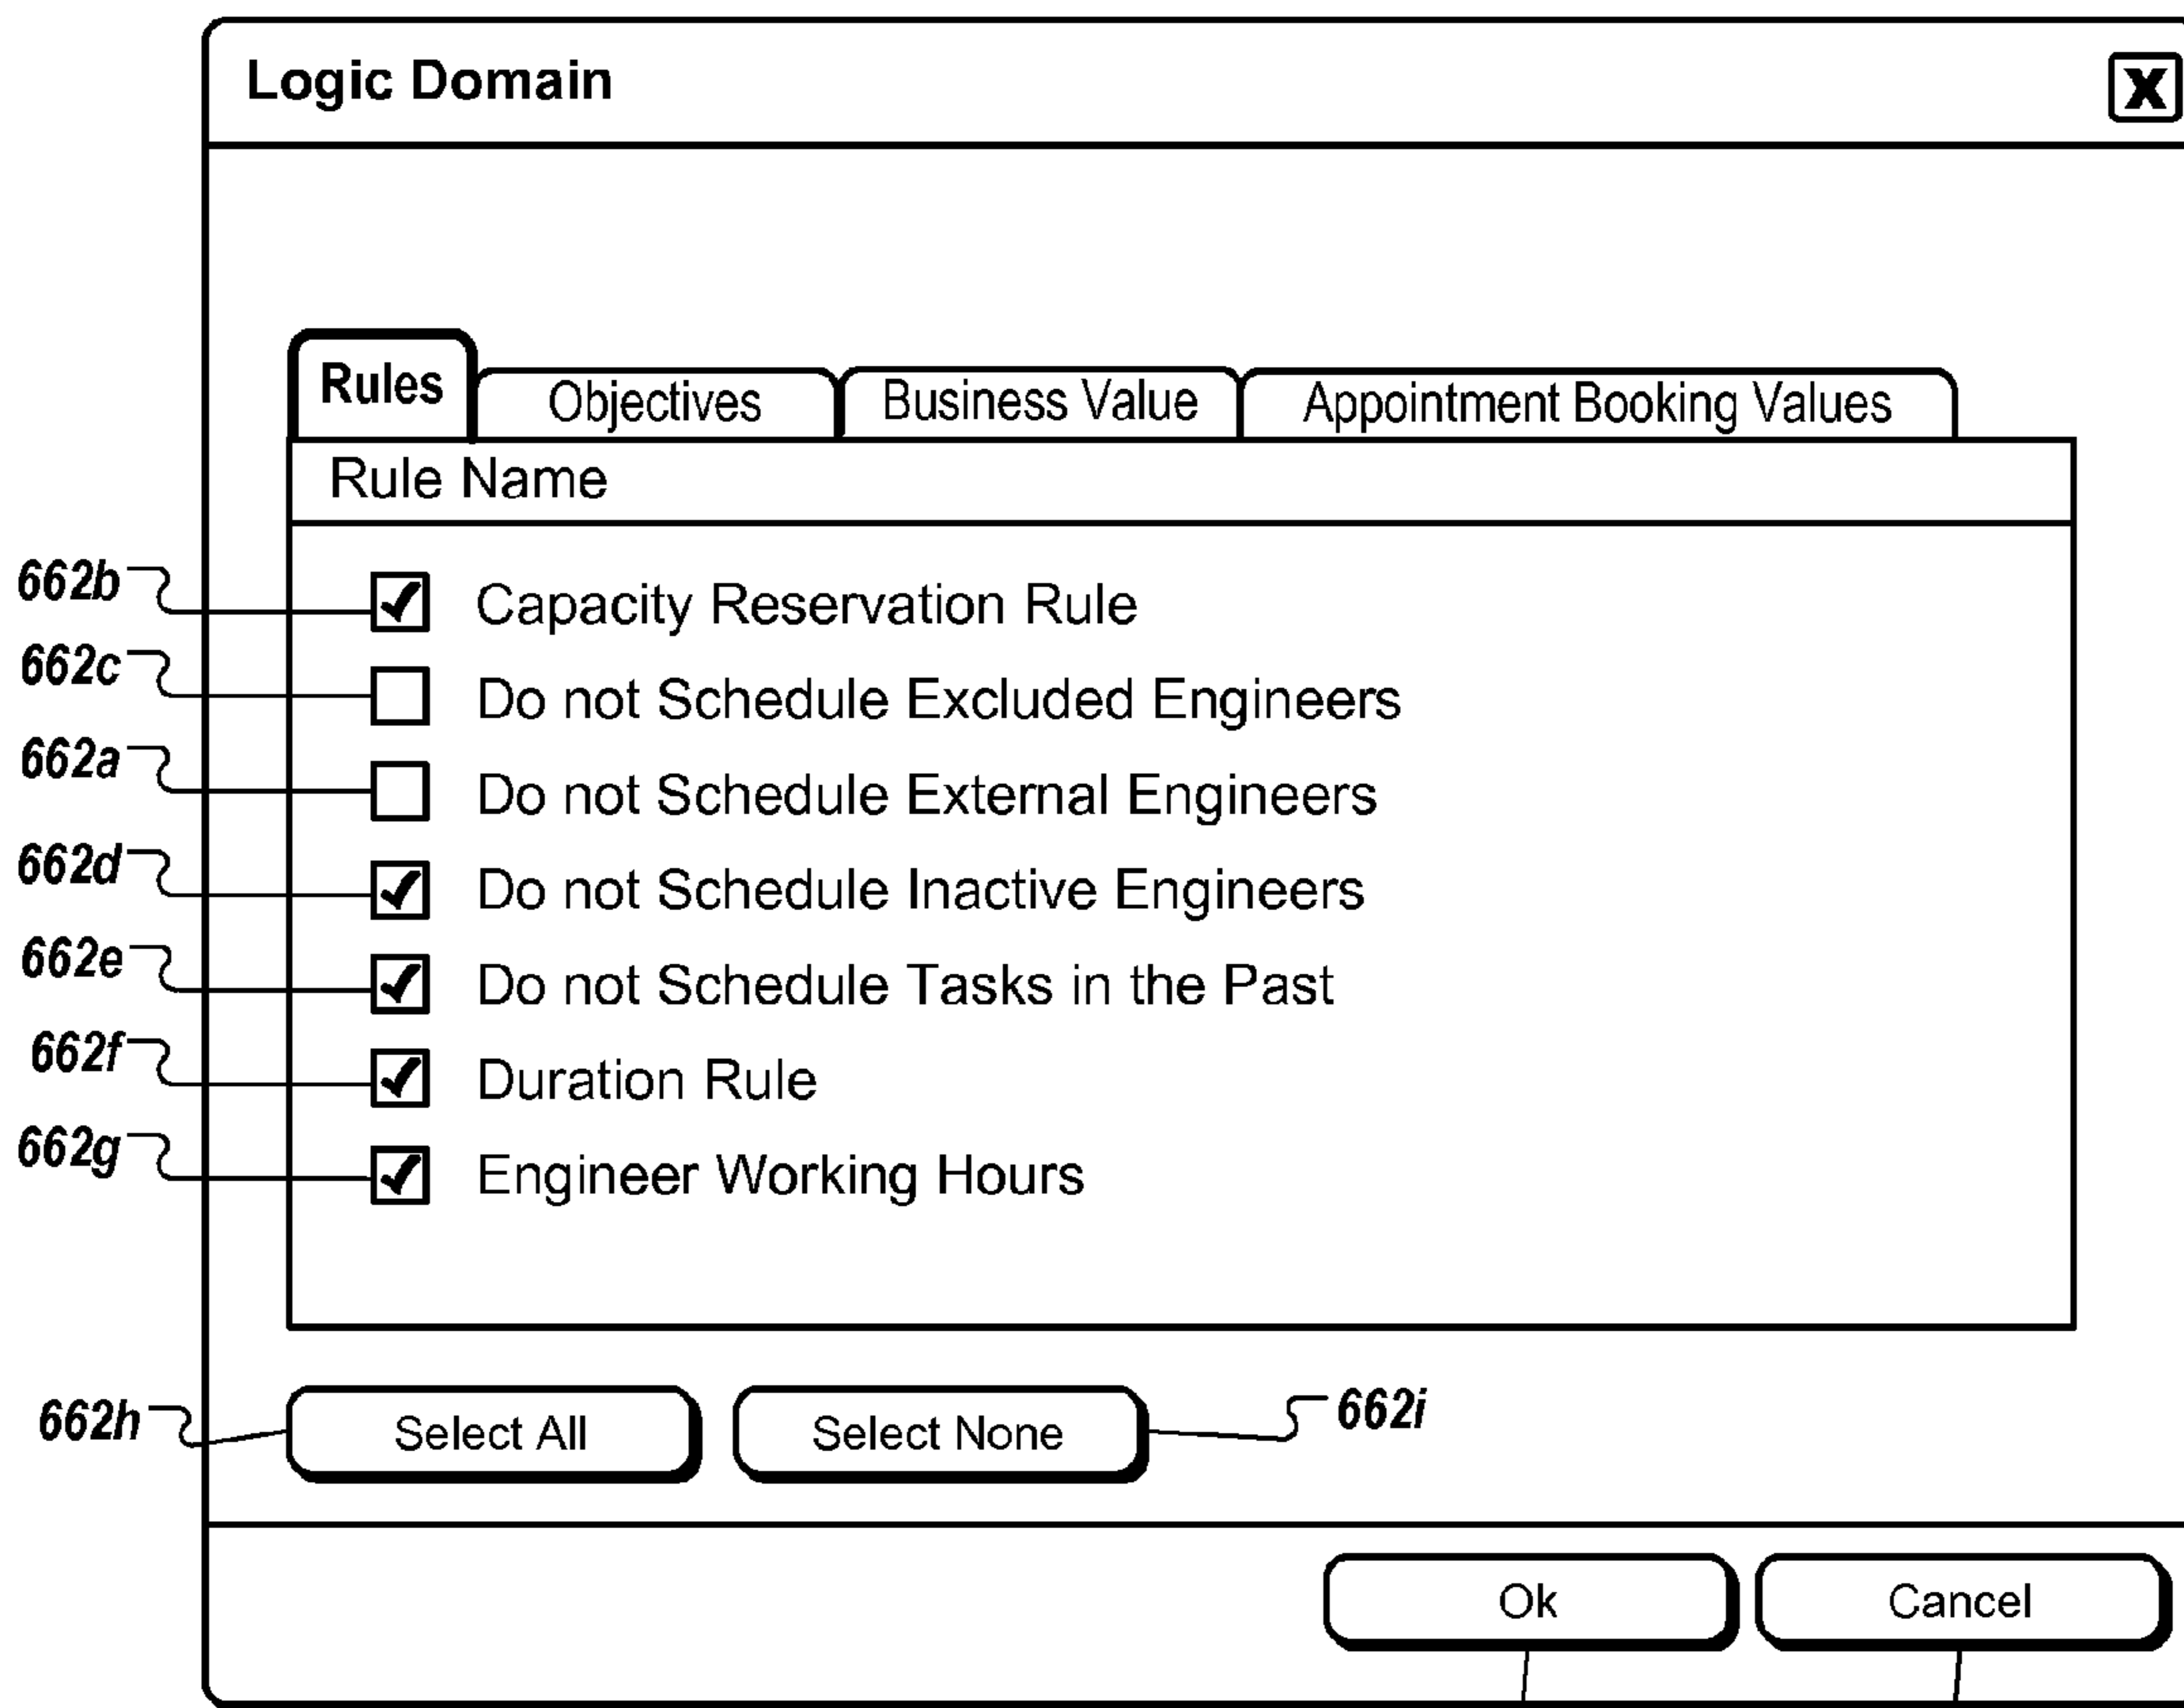 Logic Domain X
Rules Objectives Business Value Appointment Booking Values
Rule Name
662b Capacity Reservation Rule
662c Do not Schedule Excluded Engineers
662a Do not Schedule External Engineers
662d Do not Schedule Inactive Engineers
662e Do not Schedule Tasks in the Past
662f Duration Rule
662g Engineer Working Hours
662h Select All Select None 662i
Ok Cancel